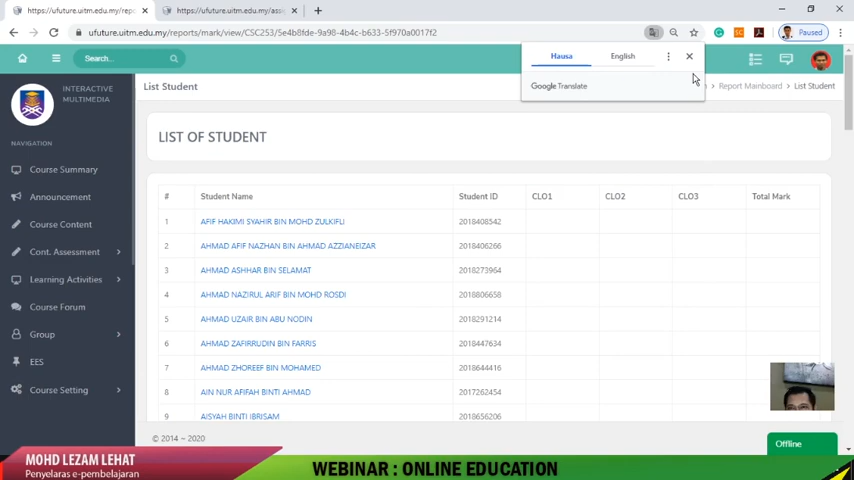 https://ufuture.uitm.edu.my/repo
https://ufuture.uitm.edu.my/assi
ufuture.uitm.edu.my/reports/mark/view/CSC253/5e4b8fde-9a98-4b4c-b633-5f970a0017f2
Paused
Search...
Hausa
English
Google Translate
INTERACTIVE
MULTIMEDIA
NAVIGATION
Course Summary
Announcement
Course Content
Cont. Assessment
Learning Activities
Course Forum
Group
EES
Course Setting
List Student
> Report Mainboard > List Student
LIST OF STUDENT
# Student Name Student ID CLO1 CLO2 CLO3 Total Mark
1 AFIF HAKIMI SYAHIR BIN MOHD ZULKIFLI 2018408542
2 AHMAD AFIF NAZHAN BIN AHMAD AZZIANEIZAR 2018406266
3 AHMAD ASHHAR BIN SELAMAT 2018273964
4 AHMAD NAZIRUL ARIF BIN MOHD ROSDI 2018806658
5 AHMAD UZAIR BIN ABU NODIN 2018291214
6 AHMAD ZAFIRRUDIN BIN FARRIS 2018447634
7 AHMAD ZHOREEF BIN MOHAMED 2018644416
8 AIN NUR AFIFAH BINTI AHMAD 2017262454
9 AISYAH BINTI IBRISAM 2018656206
© 2014 – 2020
Offline
MOHD LEZAM LEHAT
Penyelaras e-pembelajaran
WEBINAR : ONLINE EDUCATION